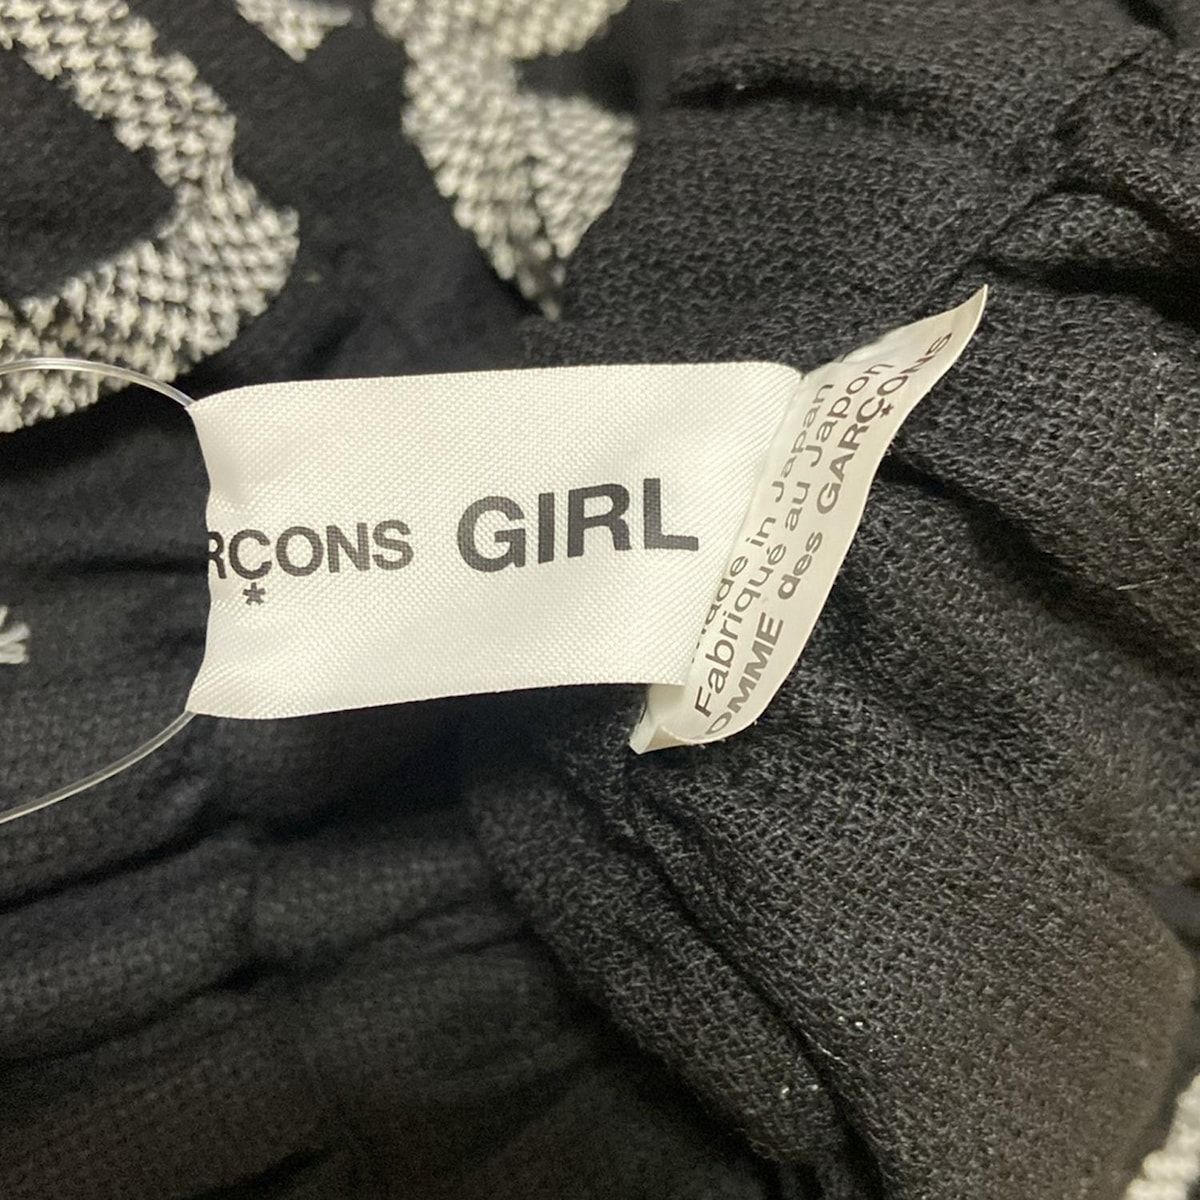 RÇONS GIRL
*
Made in Japan
Fabriqué au Japon
OMME des GARÇONS
*